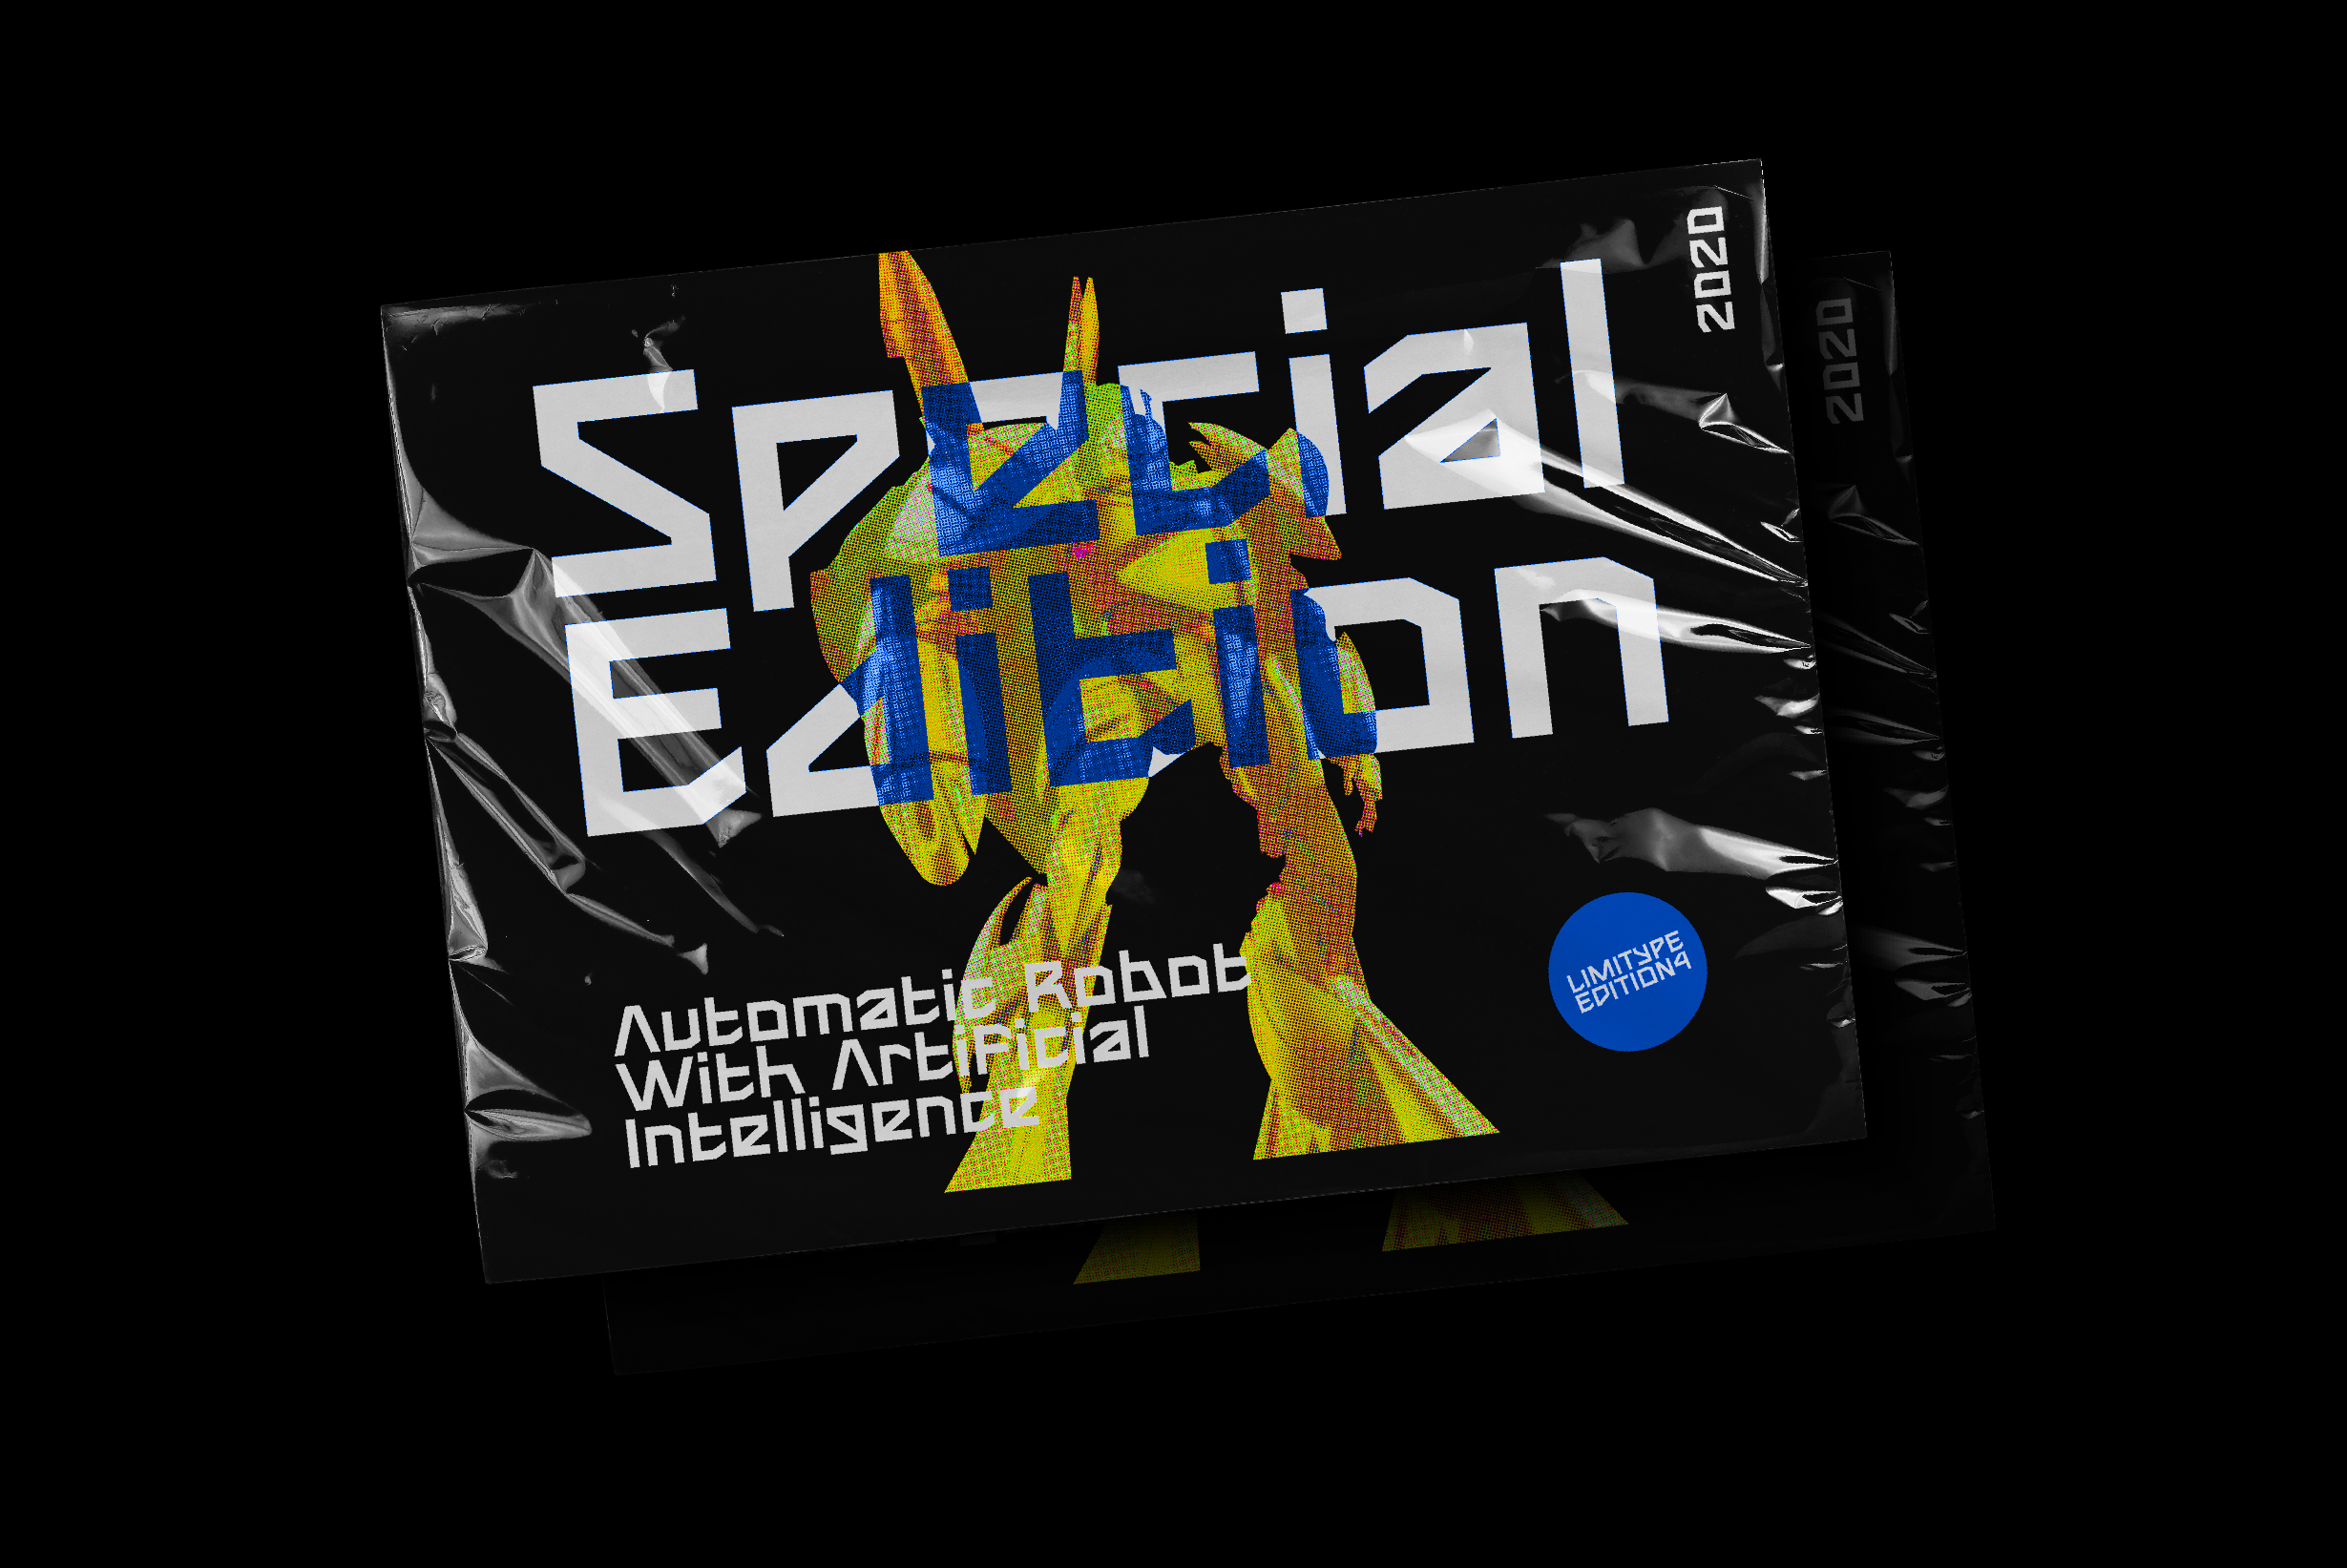 Special
Edition
2020
2020
Automatic Robot
With Artificial
Intelligence
LIMITYPE
EDITION4